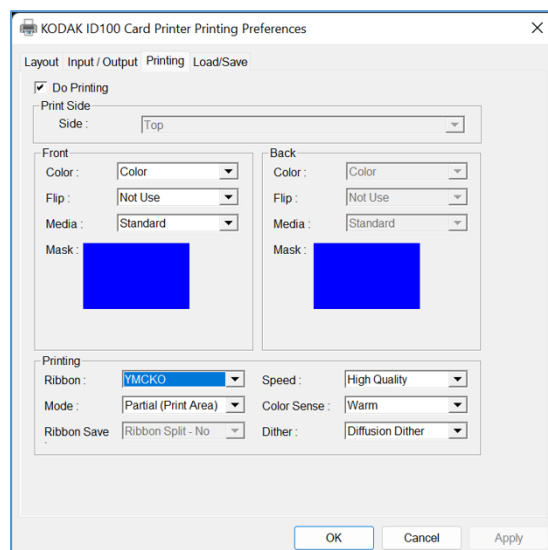 KODAK ID100 Card Printer Printing Preferences
Layout Input / Output Printing Load/Save
Do Printing
Print Side
Side : Top
Front Back
Color : Color Color : Color
Flip : Not Use Flip : Not Use
Media : Standard Media : Standard
Mask : Mask :
Printing
Ribbon : YMCKO Speed : High Quality
Mode : Partial (Print Area) Color Sense : Warm
Ribbon Save : Ribbon Split - No Dither : Diffusion Dither
OK Cancel Apply